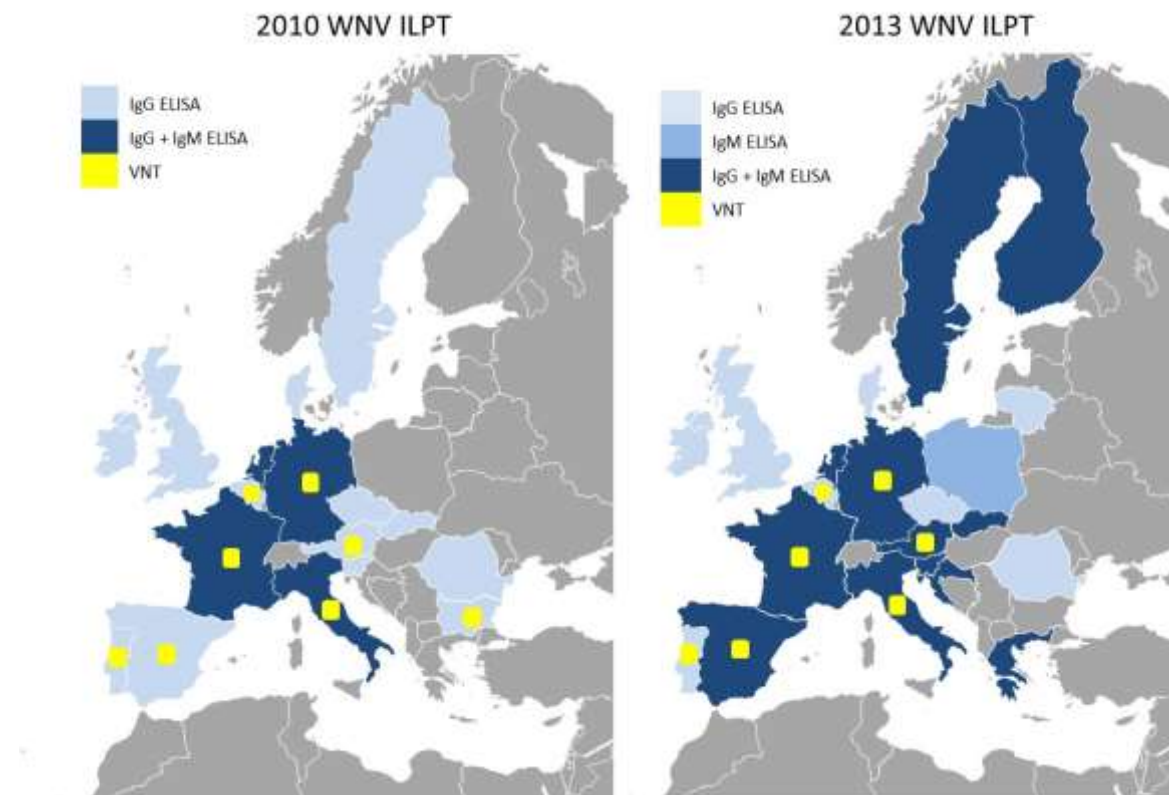 2010 WNV ILPT
IgG ELISA
IgG + IgM ELISA
VNT
2013 WNV ILPT
IgG ELISA
IgM ELISA
IgG + IgM ELISA
VNT